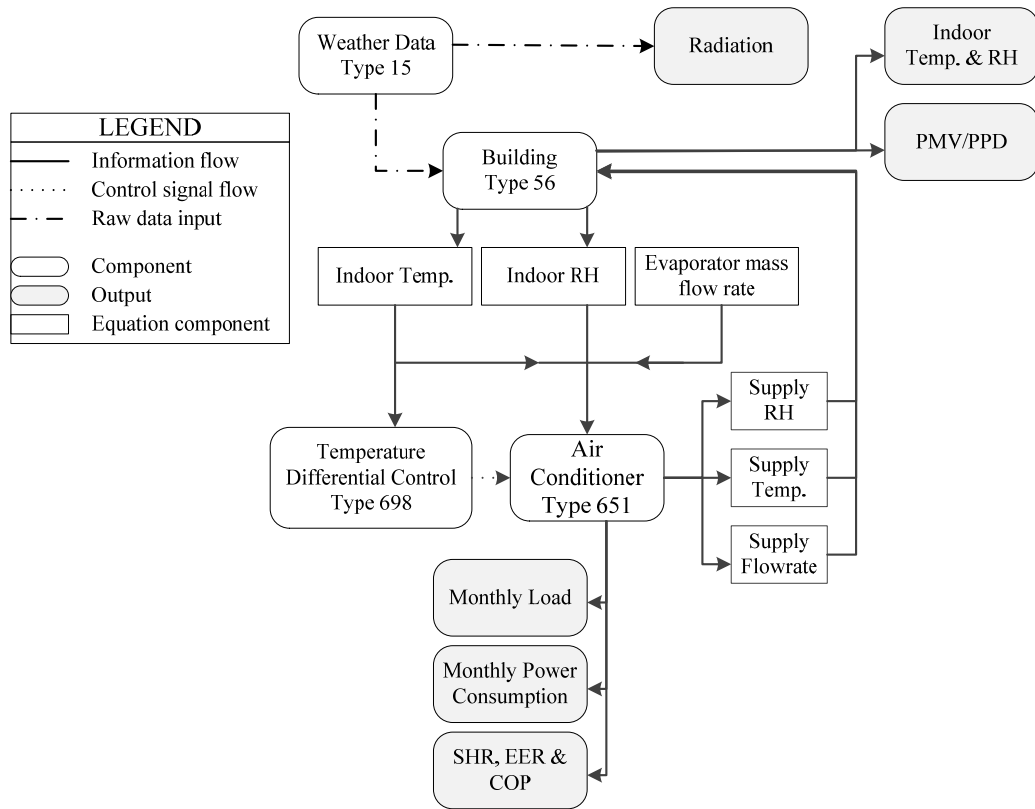 Weather Data
Type 15
Radiation
Indoor
Temp. & RH
LEGEND
Information flow
Control signal flow
Raw data input
Component
Output
Equation component
Building
Type 56
PMV/PPD
Indoor Temp.
Indoor RH
Evaporator mass
flow rate
Temperature
Differential Control
Type 698
Air
Conditioner
Type 651
Supply
RH
Supply
Temp.
Supply
Flowrate
Monthly Load
Monthly Power
Consumption
SHR, EER &
COP